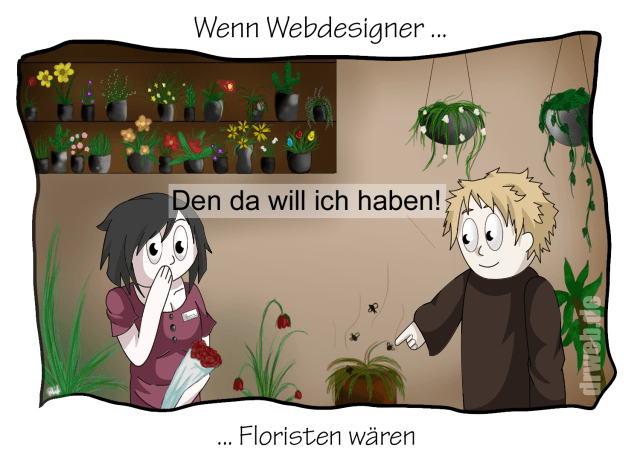 Wenn Webdesigner ...
Den da will ich haben!
drweb.de
... Floristen wären